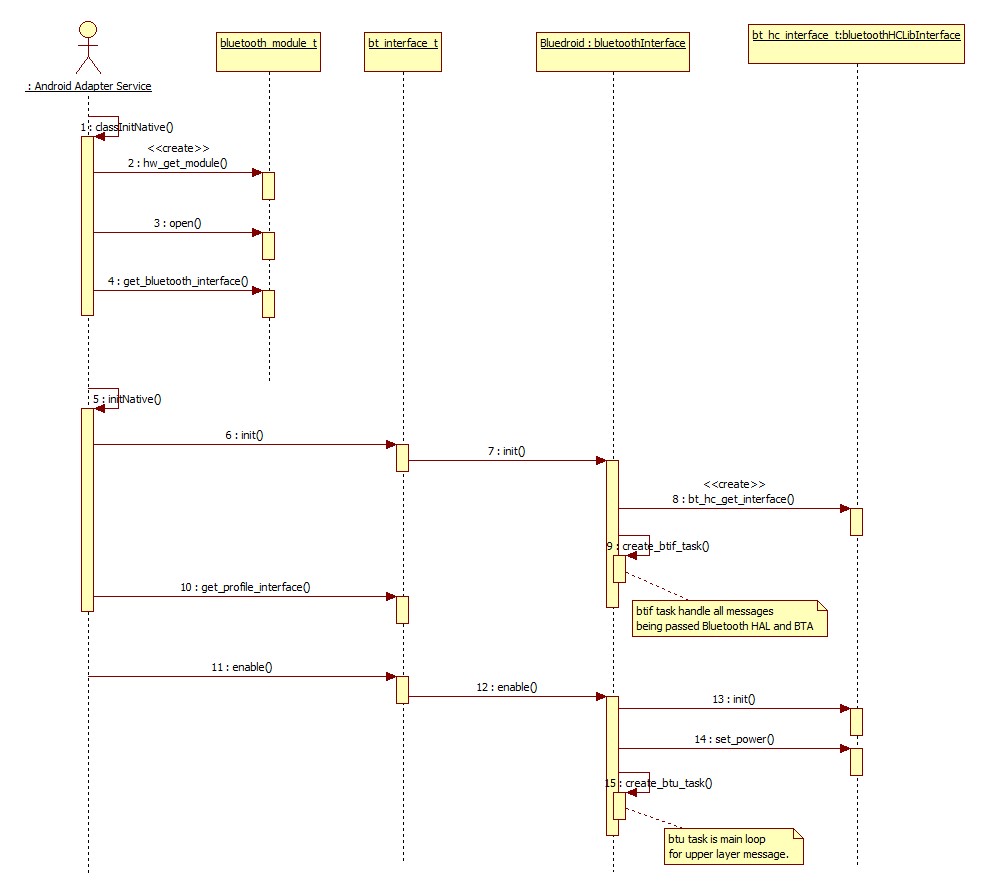 bluetooth_module_t
bt_interface_t
Bluedroid : bluetoothInterface
bt_hc_interface_t:bluetoothHCLibInterface
: Android Adapter Service
1 : classInitNative()
<<create>>
2 : hw_get_module()
3 : open()
4 : get_bluetooth_interface()
5 : initNative()
6 : init()
7 : init()
<<create>>
8 : bt_hc_get_interface()
9 : create_btif_task()
10 : get_profile_interface()
btif task handle all messages
being passed Bluetooth HAL and BTA
11 : enable()
12 : enable()
13 : init()
14 : set_power()
15 : create_btu_task()
btu task is main loop
for upper layer message.